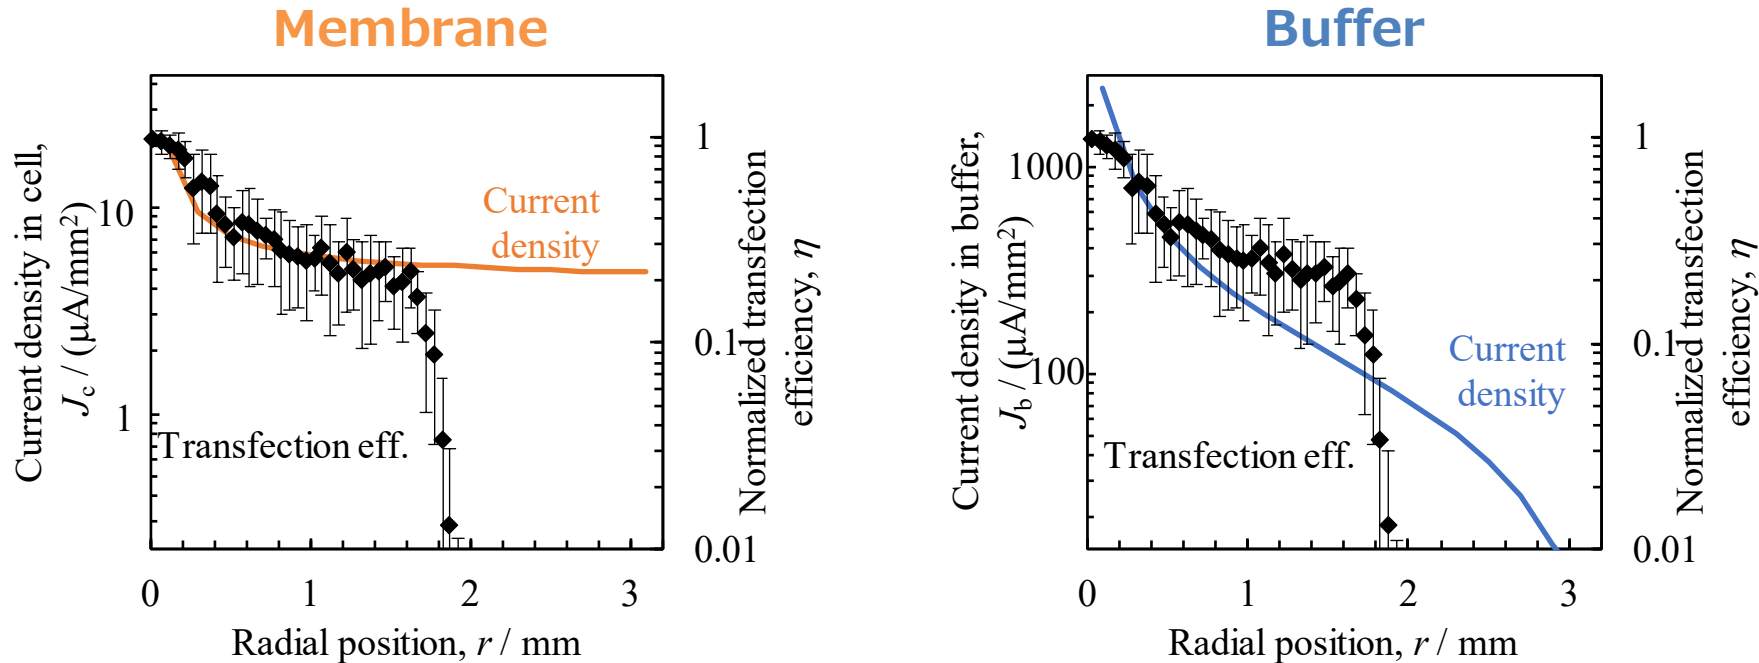 Membrane
Current density in cell,
J_c / (μA/mm²)
10
1
Current
density
Transfection eff.
1
0.1
0.01
Normalized transfection
efficiency, η
0 1 2 3
Radial position, r / mm
Buffer
Current density in buffer,
J_b / (μA/mm²)
1000
100
Current
density
Transfection eff.
1
0.1
0.01
Normalized transfection
efficiency, η
0 1 2 3
Radial position, r / mm